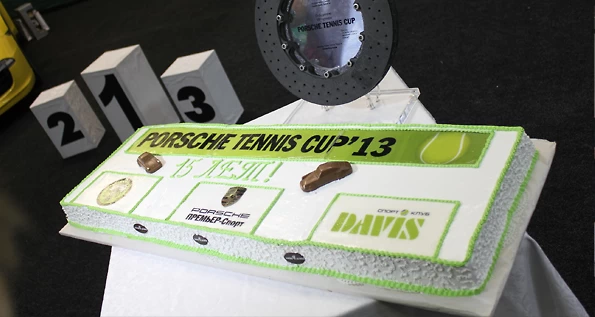 PORSCHE TENNIS CUP
2
1
3
PORSCHE TENNIS CUP'13
15 ЛЕТ!
PORSCHE
ПРЕМЬЕР-Спорт
СПОРТ КЛУБ
DAVIS